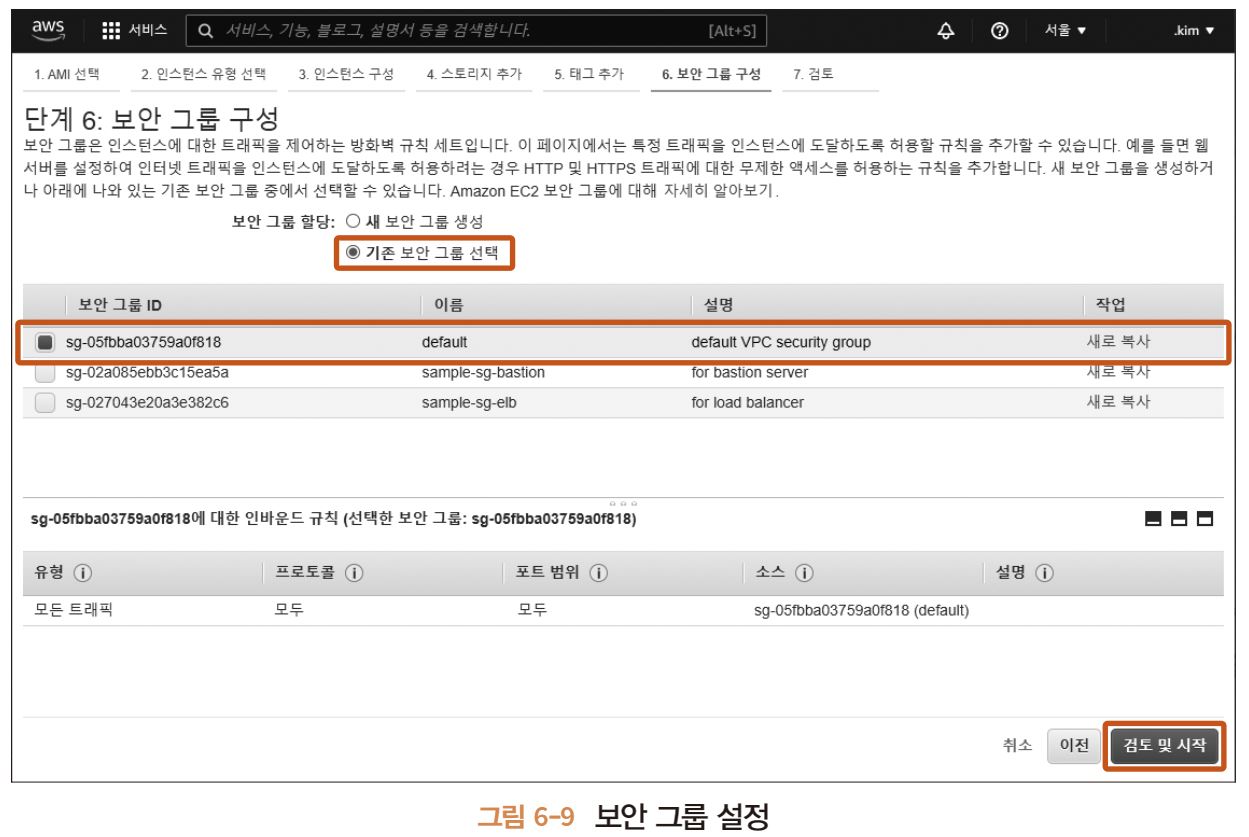 aws 서비스 서비스, 기능, 블로그, 설명서 등을 검색합니다. [Alt+S] 서울 ▼ .kim ▼
1. AMI 선택 2. 인스턴스 유형 선택 3. 인스턴스 구성 4. 스토리지 추가 5. 태그 추가 6. 보안 그룹 구성 7. 검토
단계 6: 보안 그룹 구성
보안 그룹은 인스턴스에 대한 트래픽을 제어하는 방화벽 규칙 세트입니다. 이 페이지에서는 특정 트래픽을 인스턴스에 도달하도록 허용할 규칙을 추가할 수 있습니다. 예를 들면 웹
서버를 설정하여 인터넷 트래픽을 인스턴스에 도달하도록 허용하려는 경우 HTTP 및 HTTPS 트래픽에 대한 무제한 액세스를 허용하는 규칙을 추가합니다. 새 보안 그룹을 생성하거
나 아래에 나와 있는 기존 보안 그룹 중에서 선택할 수 있습니다. Amazon EC2 보안 그룹에 대해 자세히 알아보기.
보안 그룹 할당: 새 보안 그룹 생성
기존 보안 그룹 선택
보안 그룹 ID 이름 설명 작업
sg-05fbba03759a0f818 default default VPC security group 새로 복사
sg-02a085ebb3c15ea5a sample-sg-bastion for bastion server 새로 복사
sg-027043e20a3e382c6 sample-sg-elb for load balancer 새로 복사
sg-05fbba03759a0f818에 대한 인바운드 규칙 (선택한 보안 그룹: sg-05fbba03759a0f818)
유형 i 프로토콜 i 포트 범위 i 소스 i 설명 i
모든 트래픽 모두 모두 sg-05fbba03759a0f818 (default)
취소 이전 검토 및 시작
그림 6-9 보안 그룹 설정